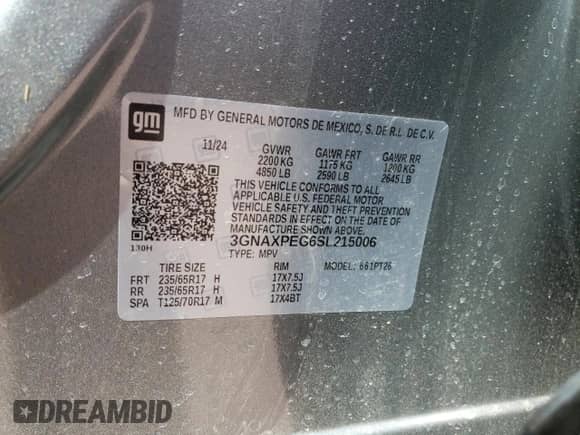 gm
MFD BY GENERAL MOTORS DE MEXICO, S. DE R.L. DE C.V.
11/24 GVWR GAWR FRT GAWR RR
2200 KG 1175 KG 1200 KG
4850 LB 2590 LB 2645 LB
THIS VEHICLE CONFORMS TO ALL
APPLICABLE U.S. FEDERAL MOTOR
VEHICLE SAFETY AND THEFT
PREVENTION STANDARDS
IN EFFECT ON THE DATE OF
MANUFACTURE SHOWN ABOVE.
3GNAXPEG6SL215006
130H TYPE: MPV MODEL: 661PT26
TIRE SIZE RIM
FRT 235/65R17 H 17X7.5J
RR 235/65R17 H 17X7.5J
SPA T125/70R17 M 17X4BT
DREAMBID